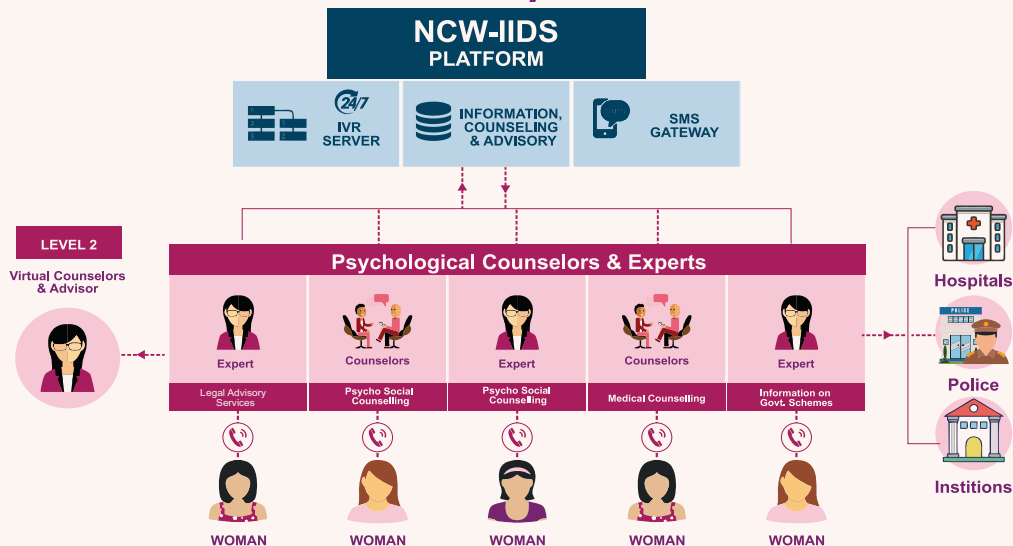 NCW-IIDS
PLATFORM
24/7
IVR
SERVER
INFORMATION,
COUNSELING
& ADVISORY
SMS
GATEWAY
LEVEL 2
Virtual Counselors
& Advisor
Psychological Counselors & Experts
Expert
Counselors
Expert
Counselors
Expert
Legal Advisory
Services
Psycho Social
Counselling
Psycho Social
Counselling
Medical Counselling
Information on
Govt. Schemes
WOMAN
WOMAN
WOMAN
WOMAN
WOMAN
Hospitals
POLICE
Police
Institions